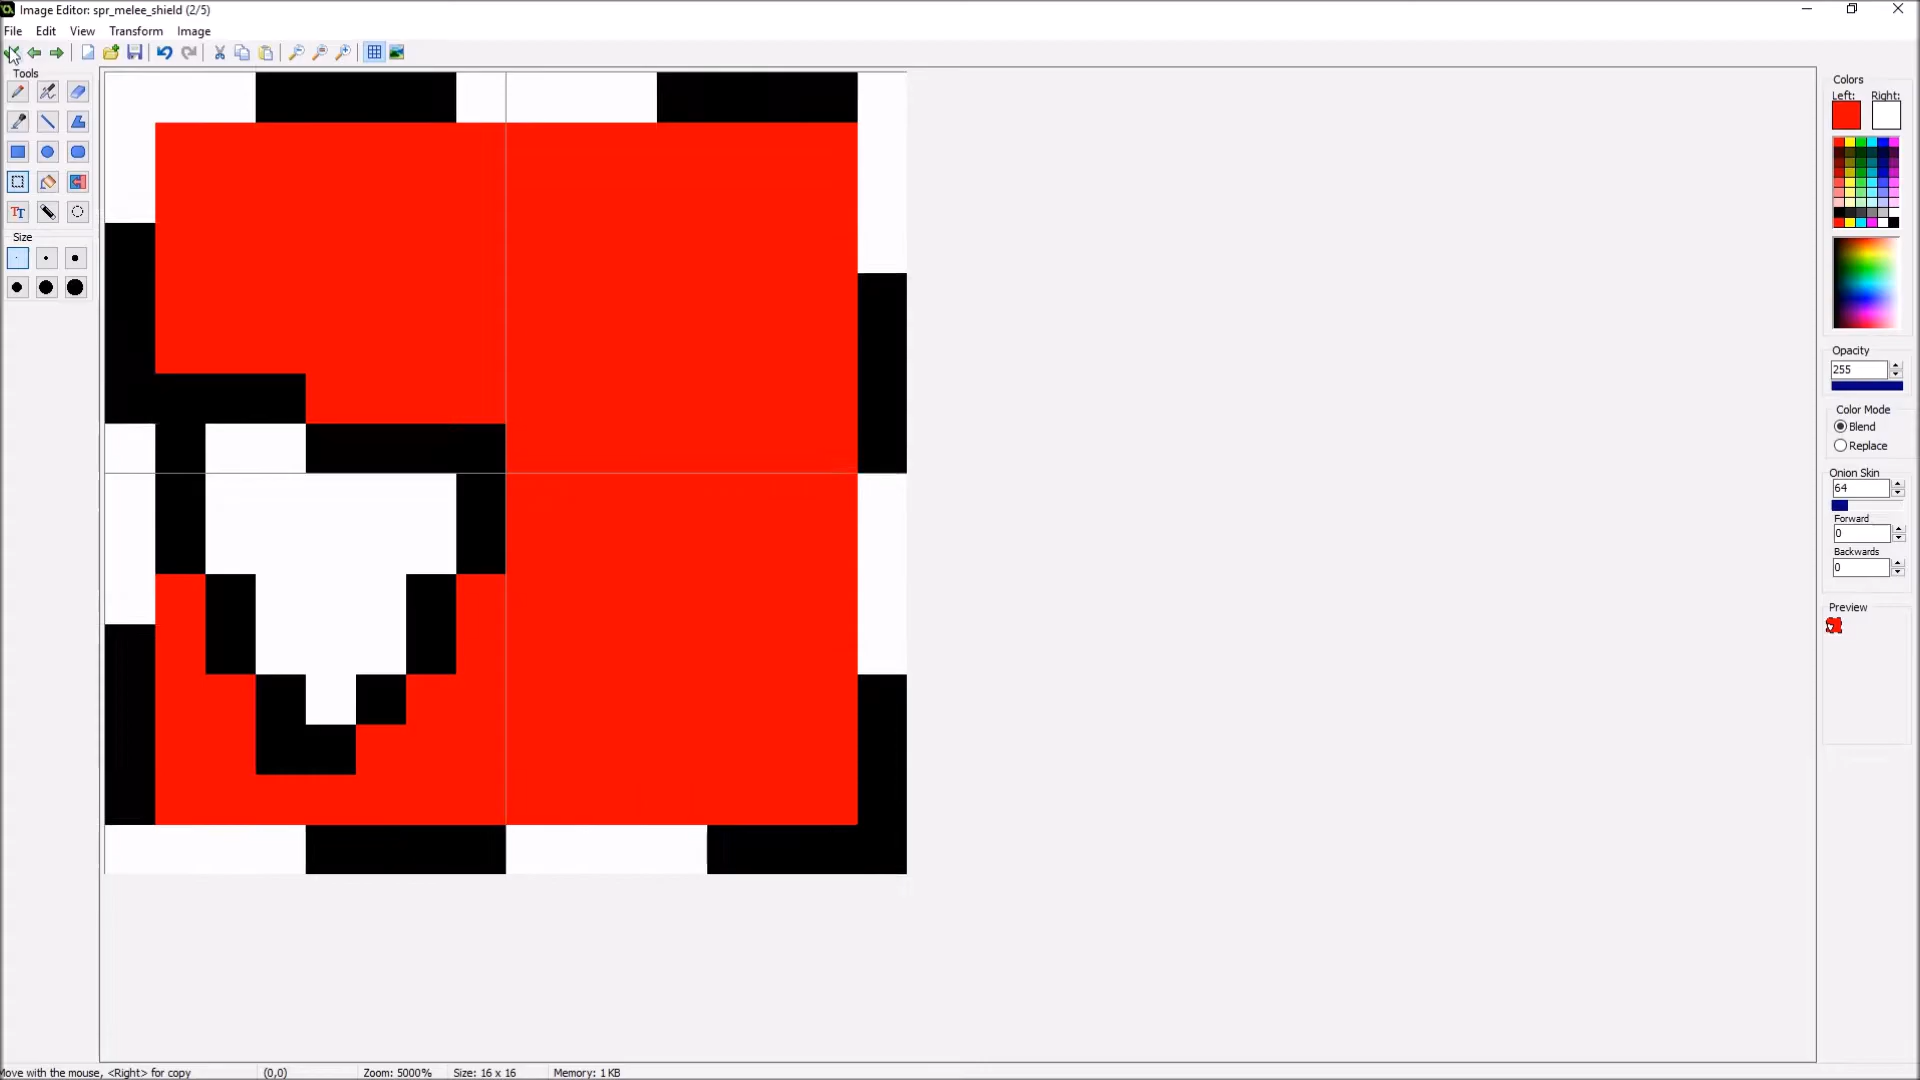 Image Editor: spr_melee_shield (2/5)
File Edit View Transform Image
Tools
TT
Size
Colors
Left: Right:
Opacity
255
Color Mode
Blend
Replace
Onion Skin
64
Forward
0
Backwards
0
Preview
Move with the mouse, <Right> for copy (0,0) Zoom: 5000% Size: 16 x 16 Memory: 1 KB